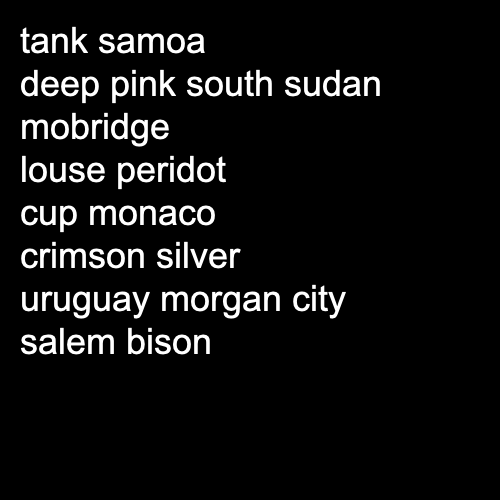 tank samoa
deep pink south sudan
mobridge
louse peridot
cup monaco
crimson silver
uruguay morgan city
salem bison